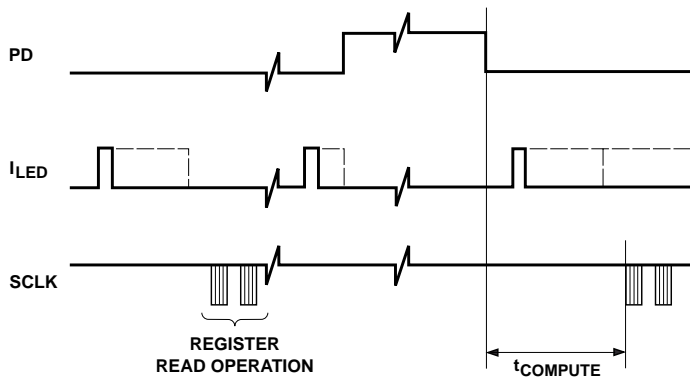 PD
ILED
SCLK
REGISTER
READ OPERATION
tCOMPUTE